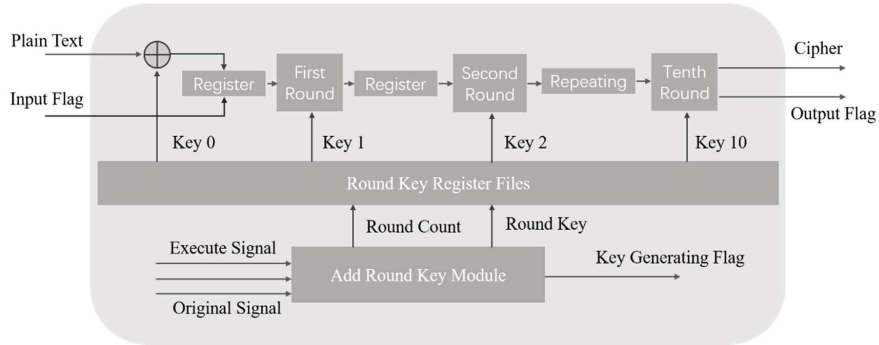 Plain Text
Input Flag
Register
First
Round
Register
Second
Round
Repeating
Tenth
Round
Cipher
Output Flag
Key 0
Key 1
Key 2
Key 10
Round Key Register Files
Round Count
Round Key
Execute Signal
Original Signal
Add Round Key Module
Key Generating Flag